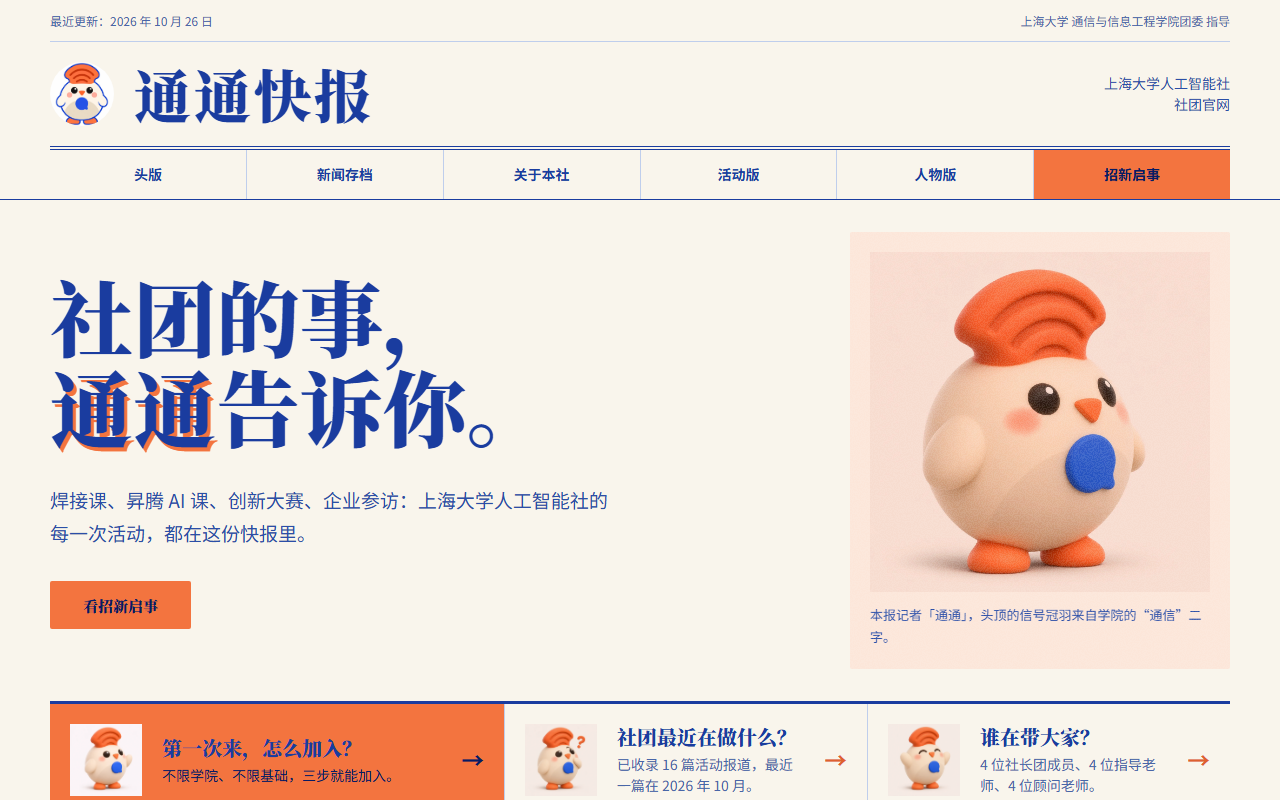 最近更新：2026 年 10 月 26 日
上海大学 通信与信息工程学院团委 指导
通通快报
上海大学人工智能社
社团官网
头版
新闻存档
关于本社
活动版
人物版
招新启事
社团的事，
通通告诉你。
焊接课、昇腾 AI 课、创新大赛、企业参访：上海大学人工智能社的
每一次活动，都在这份快报里。
看招新启事
本报记者「通通」，头顶的信号冠羽来自学院的“通信”二
字。
第一次来，怎么加入？
不限学院、不限基础，三步就能加入。
→
社团最近在做什么？
已收录 16 篇活动报道，最近
一篇在 2026 年 10 月。
→
谁在带大家？
4 位社长团成员、4 位指导老
师、4 位顾问老师。
→